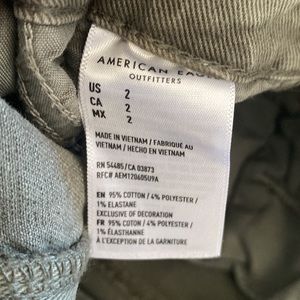 AMERICAN EAGLE
OUTFITTERS
US 2
CA 2
MX 2
MADE IN VIETNAM / FABRIQUÉ AU
VIETNAM / HECHO EN VIETNAM
RN 54485/CA 03873
RFC# AEM120605U9A
EN 95% COTTON / 4% POLYESTER /
1% ELASTANE
EXCLUSIVE OF DECORATION
FR 95% COTON / 4% POLYESTER /
1% ÉLASTHANNE
À L'EXCEPTION DE LA GARNITURE